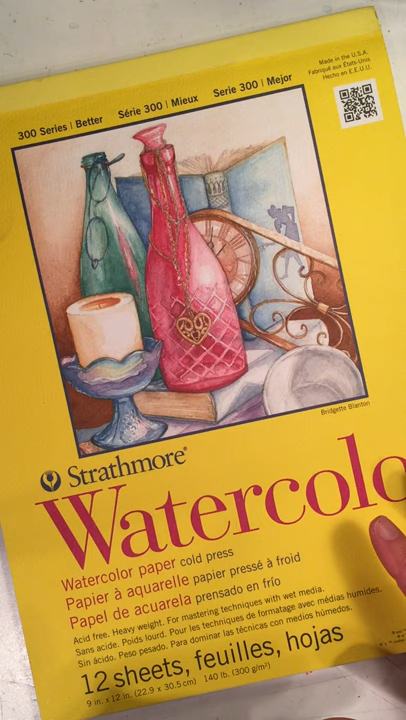 Made in the U.S.A.
Fabriqué aux États-Unis
Hecho en E.E.U.U.
300 Series | Better Série 300 | Mieux Serie 300 | Mejor
Bridgette Blanton
Strathmore®
Watercolo
Watercolor paper cold press
Papier à aquarelle papier pressé à froid
Papel de acuarela prensado en frío
Acid free. Heavy weight. For mastering techniques with wet media.
Sans acide. Poids lourd. Pour les techniques de formatage avec médias humides.
Sin ácido. Peso pesado. Para dominar las técnicas con medios húmedos.
12 sheets, feuilles, hojas
9 in. x 12 in. (22.9 x 30.5 cm) 140 lb. (300 g/m²)